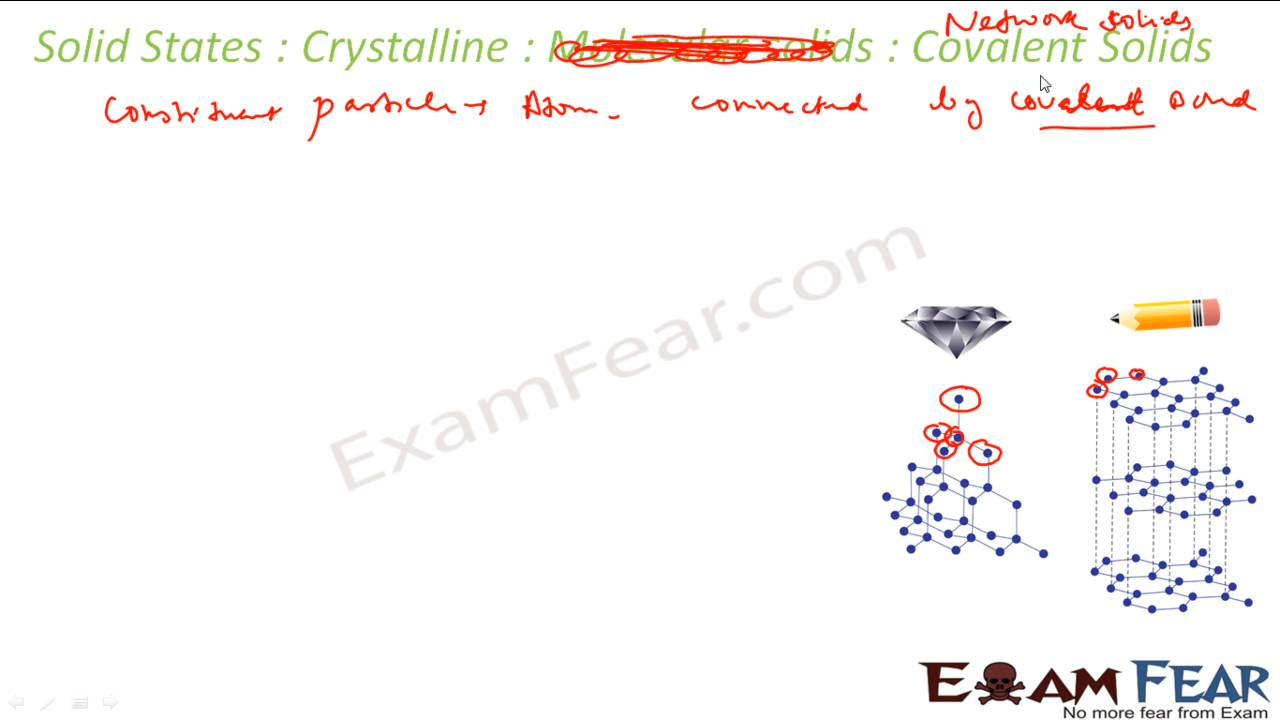 Network solids
Solid States : Crystalline : Molecular solids : Covalent Solids
Constituent particle → Atom. connected by covalent Bond
ExamFear.com
EXAM FEAR
No more fear from Exam